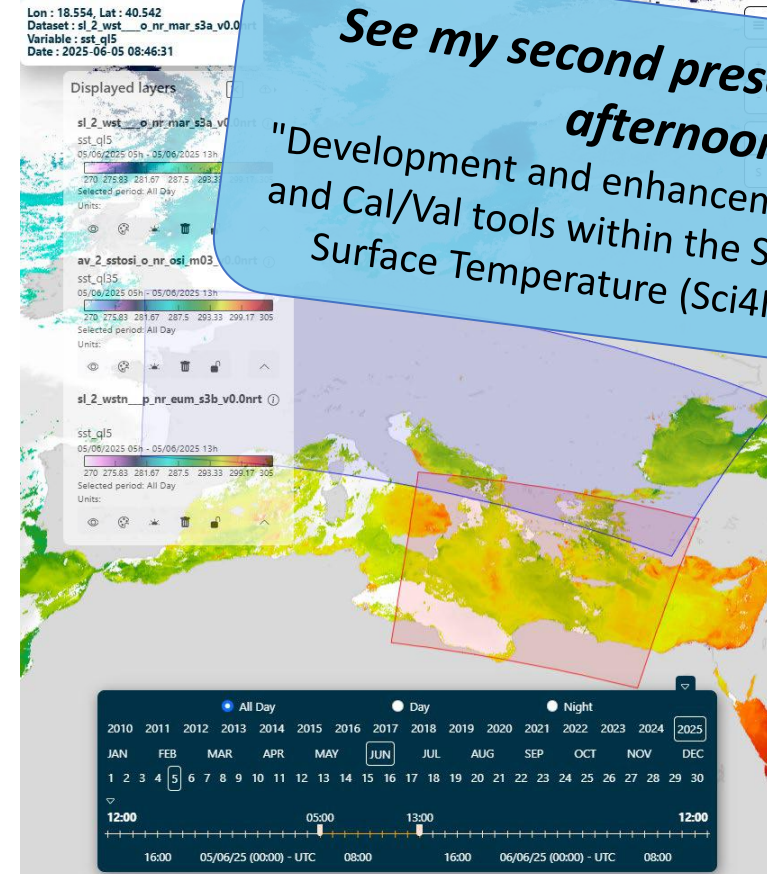 Lon : 18.554, Lat : 40.542
Dataset : sl_2_wst___o_nr_mar_s3a_v0.0
Variable : sst_ql5
Date : 2025-06-05 08:46:31
See my second
afternoon
"Development and
and Cal/Val tools within the
Surface Temperature
Displayed layers
sl_2_wst___o_nr_mar_s3a_v0
sst_ql5
05/06/2025 05h - 05/06/2025 13h
270 275.83 281.67 287.5 293.3
Selected period: All Day
Units:
av_2_sstosi_o_nr_osi_m03_
sst_ql35
05/06/2025 05h - 05/06/2025 13h
270 275.83 281.67 287.5 293.33 299.17 305
Selected period: All Day
Units:
sl_2_wstn___p_nr_eum_s3b_v0.0nrt
sst_ql5
05/06/2025 05h - 05/06/2025 13h
270 275.83 281.67 287.5 293.33 299.17 305
Selected period: All Day
Units:
All Day Day Night
2010 2011 2012 2013 2014 2015 2016 2017 2018 2019 2020 2021 2022 2023 2024 2025
JAN FEB MAR APR MAY JUN JUL AUG SEP OCT NOV DEC
1 2 3 4 5 6 7 8 9 10 11 12 13 14 15 16 17 18 19 20 21 22 23 24 25 26 27 28 29 30
12:00 05:00 13:00 12:00
16:00 05/06/25 (00:00) - UTC 08:00 16:00 06/06/25 (00:00) - UTC 08:00